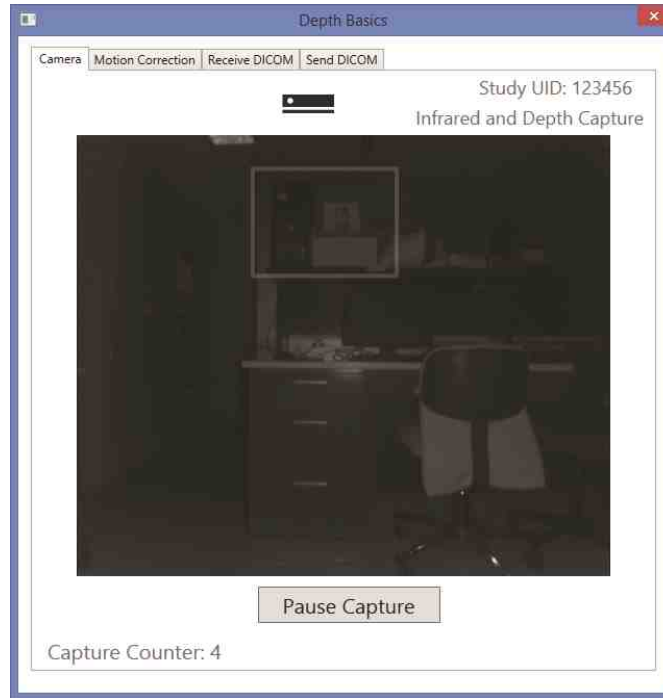 Depth Basics
Camera Motion Correction Receive DICOM Send DICOM
Study UID: 123456
Infrared and Depth Capture
Pause Capture
Capture Counter: 4